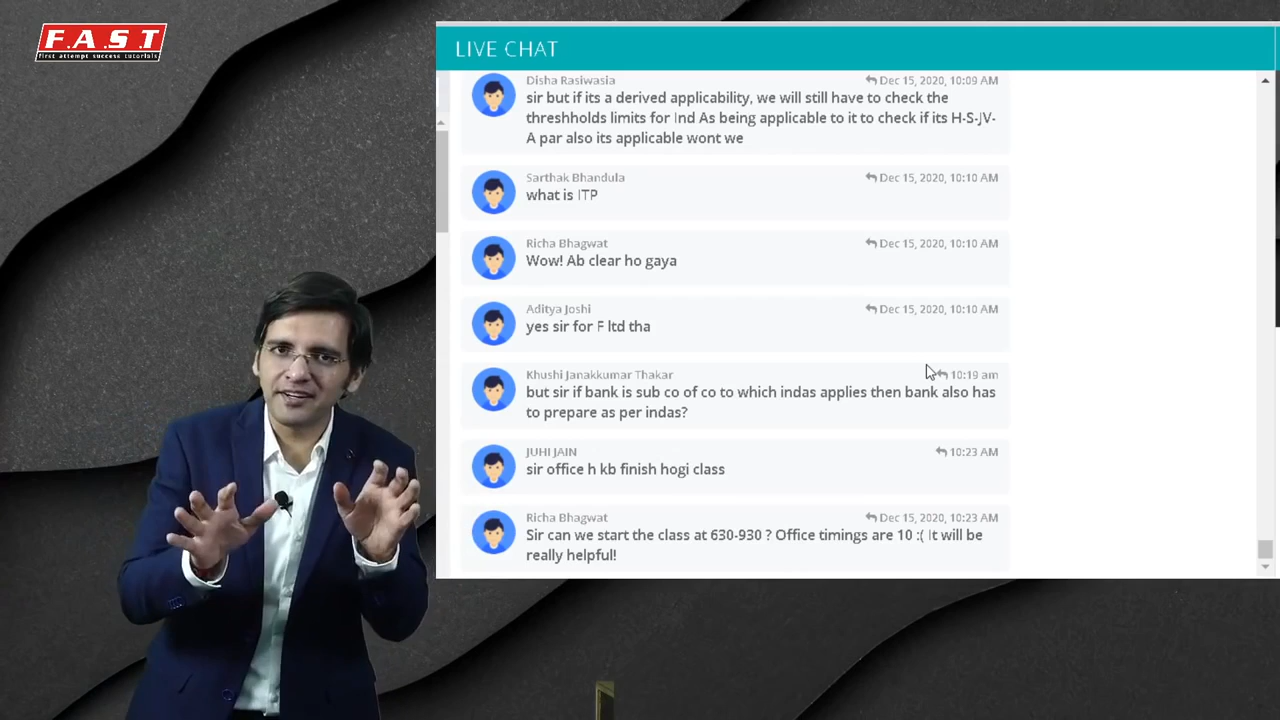 F.A.S.T
first attempt success tutorials
LIVE CHAT
Disha Rasiwasia
Dec 15, 2020, 10:09 AM
sir but if its a derived applicability, we will still have to check the
threshholds limits for Ind As being applicable to it to check if its H-S-JV-
A par also its applicable wont we
Sarthak Bhandula
Dec 15, 2020, 10:10 AM
what is ITP
Richa Bhagwat
Dec 15, 2020, 10:10 AM
Wow! Ab clear ho gaya
Aditya Joshi
Dec 15, 2020, 10:10 AM
yes sir for F ltd tha
Khushi Janakkumar Thakar
10:19 am
but sir if bank is sub co of co to which indas applies then bank also has
to prepare as per indas?
JUHI JAIN
10:23 AM
sir office h kb finish hogi class
Richa Bhagwat
Dec 15, 2020, 10:23 AM
Sir can we start the class at 630-930 ? Office timings are 10 :( It will be
really helpful!